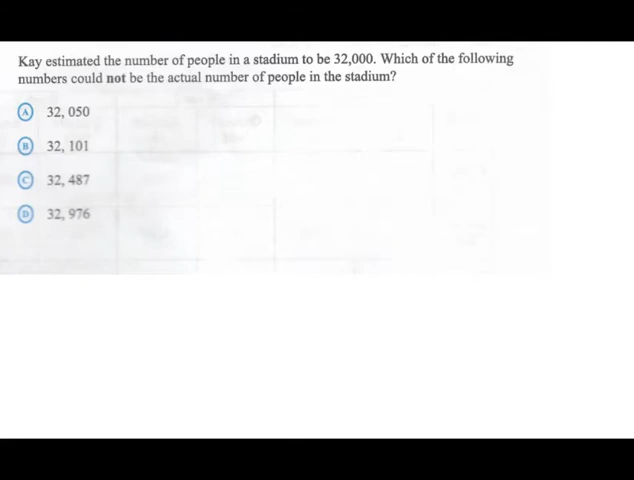 Kay estimated the number of people in a stadium to be 32,000. Which of the following
numbers could not be the actual number of people in the stadium?
A 32, 050
B 32, 101
C 32, 487
D 32, 976